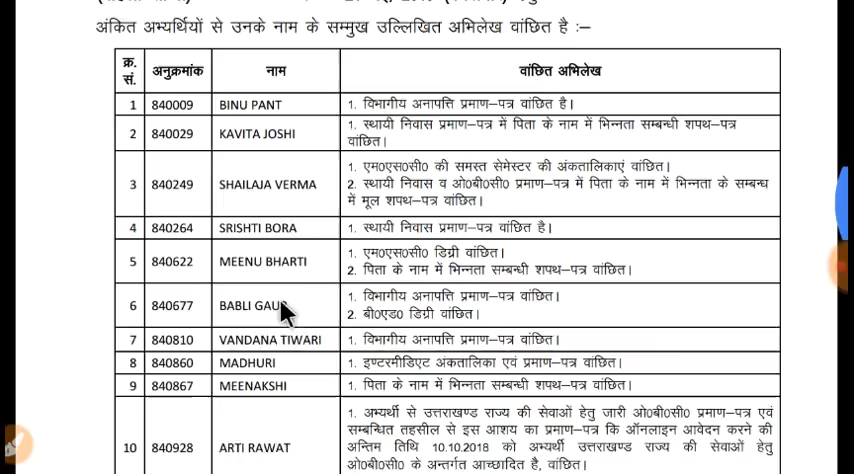 अंकित अभ्यर्थियों से उनके नाम के सम्मुख उल्लिखित अभिलेख वांछित है :–
क्र. सं. अनुक्रमांक नाम वांछित अभिलेख
1 840009 BINU PANT 1. विभागीय अनापत्ति प्रमाण–पत्र वांछित है।
2 840029 KAVITA JOSHI 1. स्थायी निवास प्रमाण–पत्र में पिता के नाम में भिन्नता सम्बन्धी शपथ–पत्र
वांछित।
3 840249 SHAILAJA VERMA 1. एम0एस0सी0 की समस्त सेमेस्टर की अंकतालिकाएं वांछित।
2. स्थायी निवास व ओ0बी0सी0 प्रमाण–पत्र में पिता के नाम में भिन्नता के सम्बन्ध
में मूल शपथ–पत्र वांछित।
4 840264 SRISHTI BORA 1. स्थायी निवास प्रमाण–पत्र वांछित है।
5 840622 MEENU BHARTI 1. एम0एस0सी0 डिग्री वांछित।
2. पिता के नाम में भिन्नता सम्बन्धी शपथ–पत्र वांछित।
6 840677 BABLI GAUR 1. विभागीय अनापत्ति प्रमाण–पत्र वांछित।
2. बी0एड0 डिग्री वांछित।
7 840810 VANDANA TIWARI 1. विभागीय अनापत्ति प्रमाण–पत्र वांछित।
8 840860 MADHURI 1. इण्टरमीडिएट अंकतालिका एवं प्रमाण–पत्र वांछित।
9 840867 MEENAKSHI 1. पिता के नाम में भिन्नता सम्बन्धी शपथ–पत्र वांछित।
10 840928 ARTI RAWAT 1. अभ्यर्थी से उत्तराखण्ड राज्य की सेवाओं हेतु जारी ओ0बी0सी0 प्रमाण–पत्र एवं
सम्बन्धित तहसील से इस आशय का प्रमाण–पत्र कि ऑनलाइन आवेदन करने की
अन्तिम तिथि 10.10.2018 को अभ्यर्थी उत्तराखण्ड राज्य की सेवाओं हेतु
ओ0बी0सी0 के अन्तर्गत आच्छादित है, वांछित।